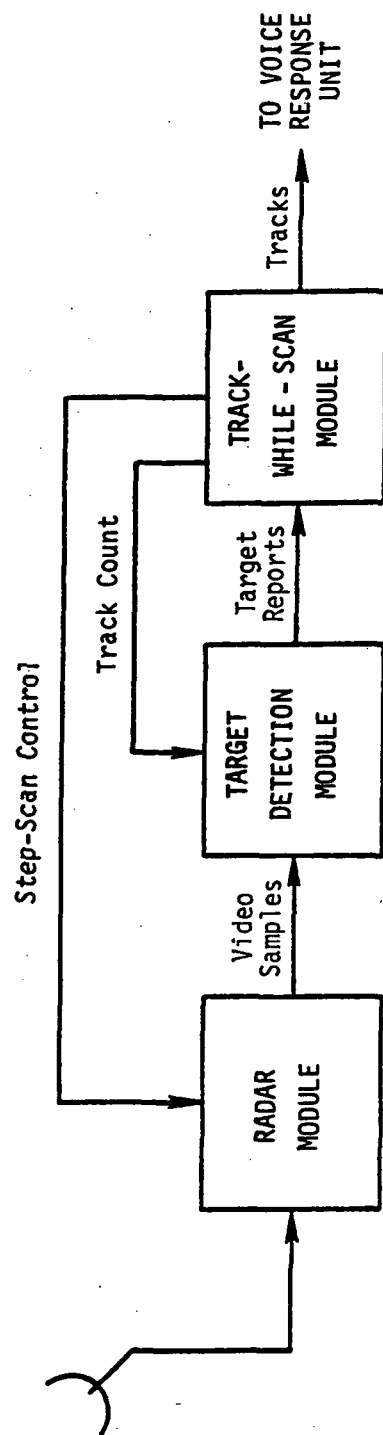 Step-Scan Control
Track Count
RADAR
MODULE
Video
Samples
TARGET
DETECTION
MODULE
Target
Reports
TRACK-
WHILE-SCAN
MODULE
Tracks
TO VOICE
RESPONSE
UNIT